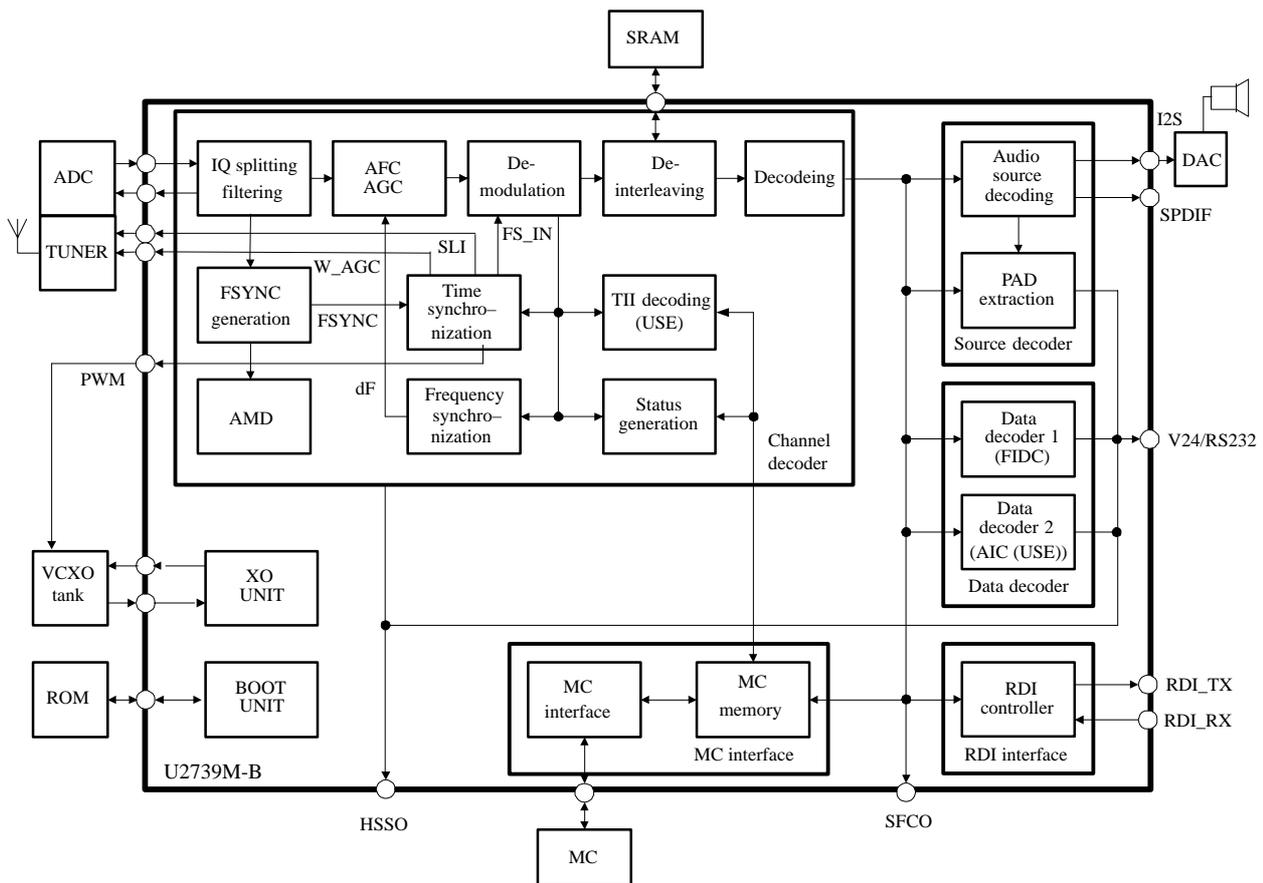 SRAM
I2S
ADC
IQ splitting
filtering
AFC
AGC
De-
modulation
De-
interleaving
Decodeing
Audio
source
decoding
DAC
SPDIF
TUNER
SLI
FS_IN
W_AGC
FSYNC
generation
FSYNC
Time
synchro–
nization
TII decoding
(USE)
PAD
extraction
Source decoder
PWM
AMD
dF
Frequency
synchro–
nization
Status
generation
Channel
decoder
Data
decoder 1
(FIDC)
V24/RS232
Data
decoder 2
(AIC (USE))
Data decoder
VCXO
tank
XO
UNIT
ROM
BOOT
UNIT
MC
interface
MC
memory
MC interface
RDI
controller
RDI interface
RDI_TX
RDI_RX
U2739M-B
HSSO
SFCO
MC